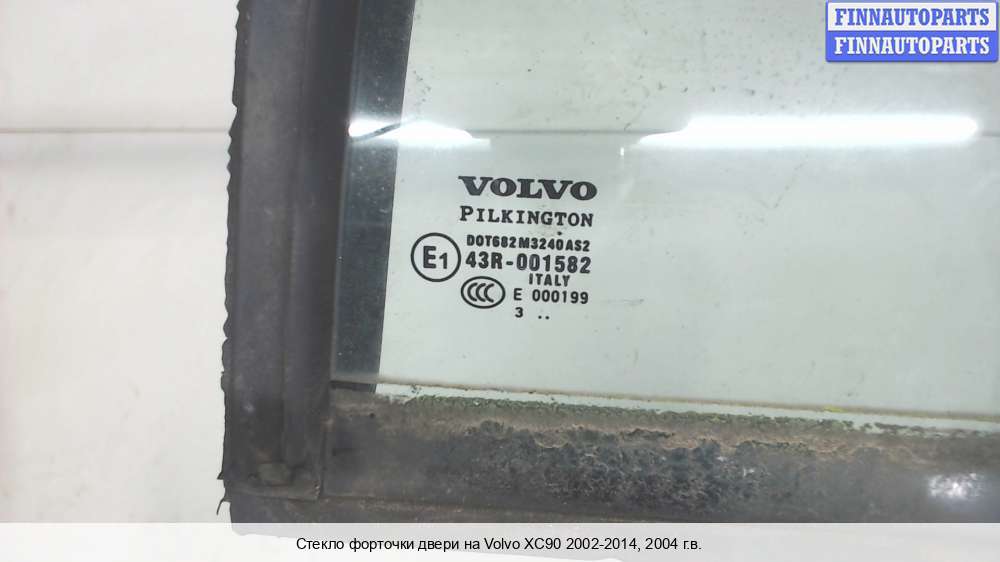 FINNAUTOPARTS
FINNAUTOPARTS
VOLVO
PILKINGTON
DOT682M3240AS2
E1 43R-001582
ITALY
CCC E 000199
3 ..
Стекло форточки двери на Volvo XC90 2002-2014, 2004 г.в.